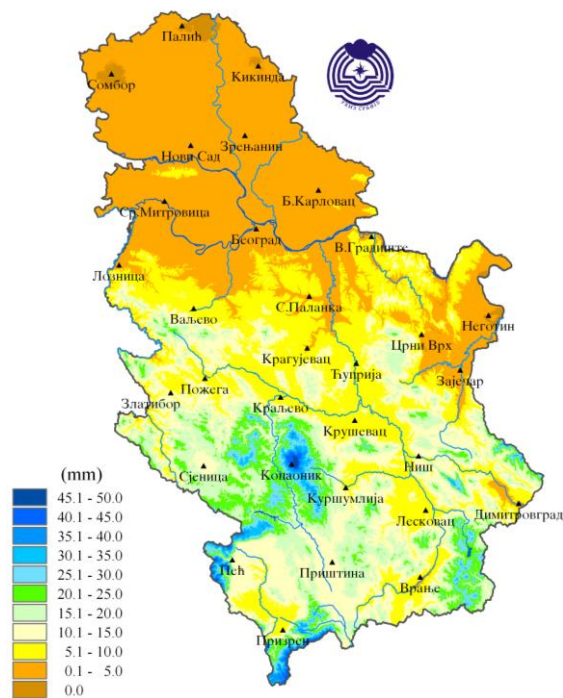 Палић
Сомбор
Кикинда
Зрењанин
Нови Сад
Б.Карловац
Ср.Митровица
Београд
В.Градиште
Лозница
С.Паланка
Ваљево
Неготин
Црни Врх
Крагујевац
Ћуприја
Зајечар
Пожега
Златибор
Краљево
Крушевац
Ниш
Сјеница
Копаоник
Куршумлија
Лесковац
Димитровград
Пећ
Приштина
Врање
Призрен
(mm)
45.1 - 50.0
40.1 - 45.0
35.1 - 40.0
30.1 - 35.0
25.1 - 30.0
20.1 - 25.0
15.1 - 20.0
10.1 - 15.0
5.1 - 10.0
0.1 - 5.0
0.0